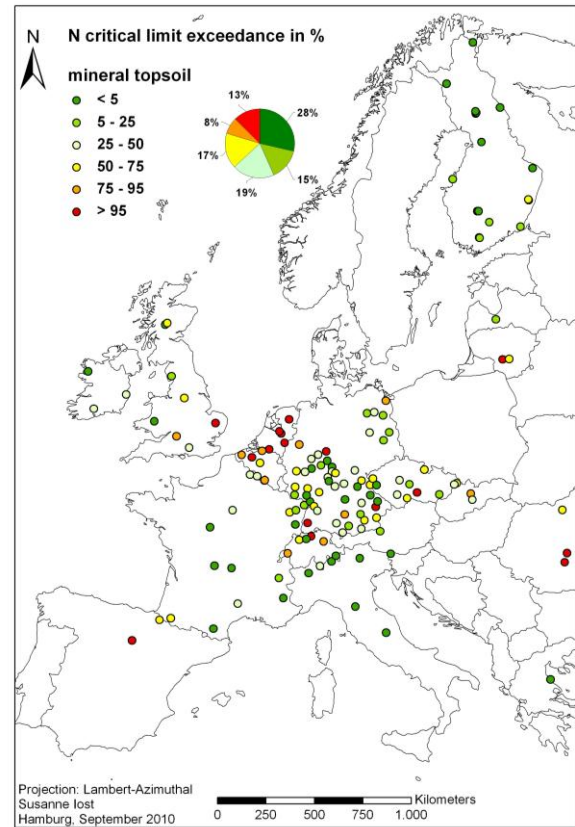 N critical limit exceedance in %
N
mineral topsoil
< 5
5 - 25
25 - 50
50 - 75
75 - 95
> 95
13%
28%
8%
17%
19%
15%
Projection: Lambert-Azimuthal
Susanne Iost
Hamburg, September 2010
Kilometers
0 250 500 750 1.000